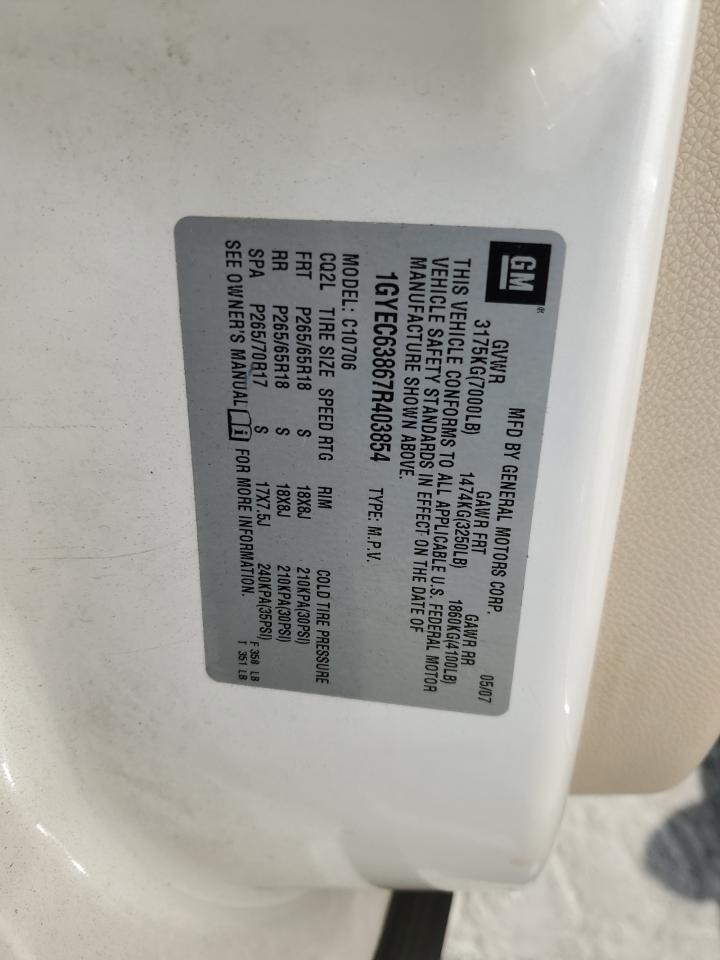 GM®
MFD BY GENERAL MOTORS CORP. 05/07
GVWR GAWR FRT GAWR RR
3175KG(7000LB) 1474KG(3250LB) 1860KG(4100LB)
THIS VEHICLE CONFORMS TO ALL APPLICABLE U.S. FEDERAL MOTOR
VEHICLE SAFETY STANDARDS IN EFFECT ON THE DATE OF
MANUFACTURE SHOWN ABOVE.
1GYEC63867R403854 TYPE: M.P.V.
MODEL: C10706
CQ2L TIRE SIZE SPEED RTG RIM COLD TIRE PRESSURE
FRT P265/65R18 S 18X8J 210KPA(30PSI)
RR P265/65R18 S 18X8J 210KPA(30PSI)
SPA P265/70R17 S 17X7.5J 240KPA(35PSI)
SEE OWNER'S MANUAL i FOR MORE INFORMATION.
F 358 LB
T 351 LB